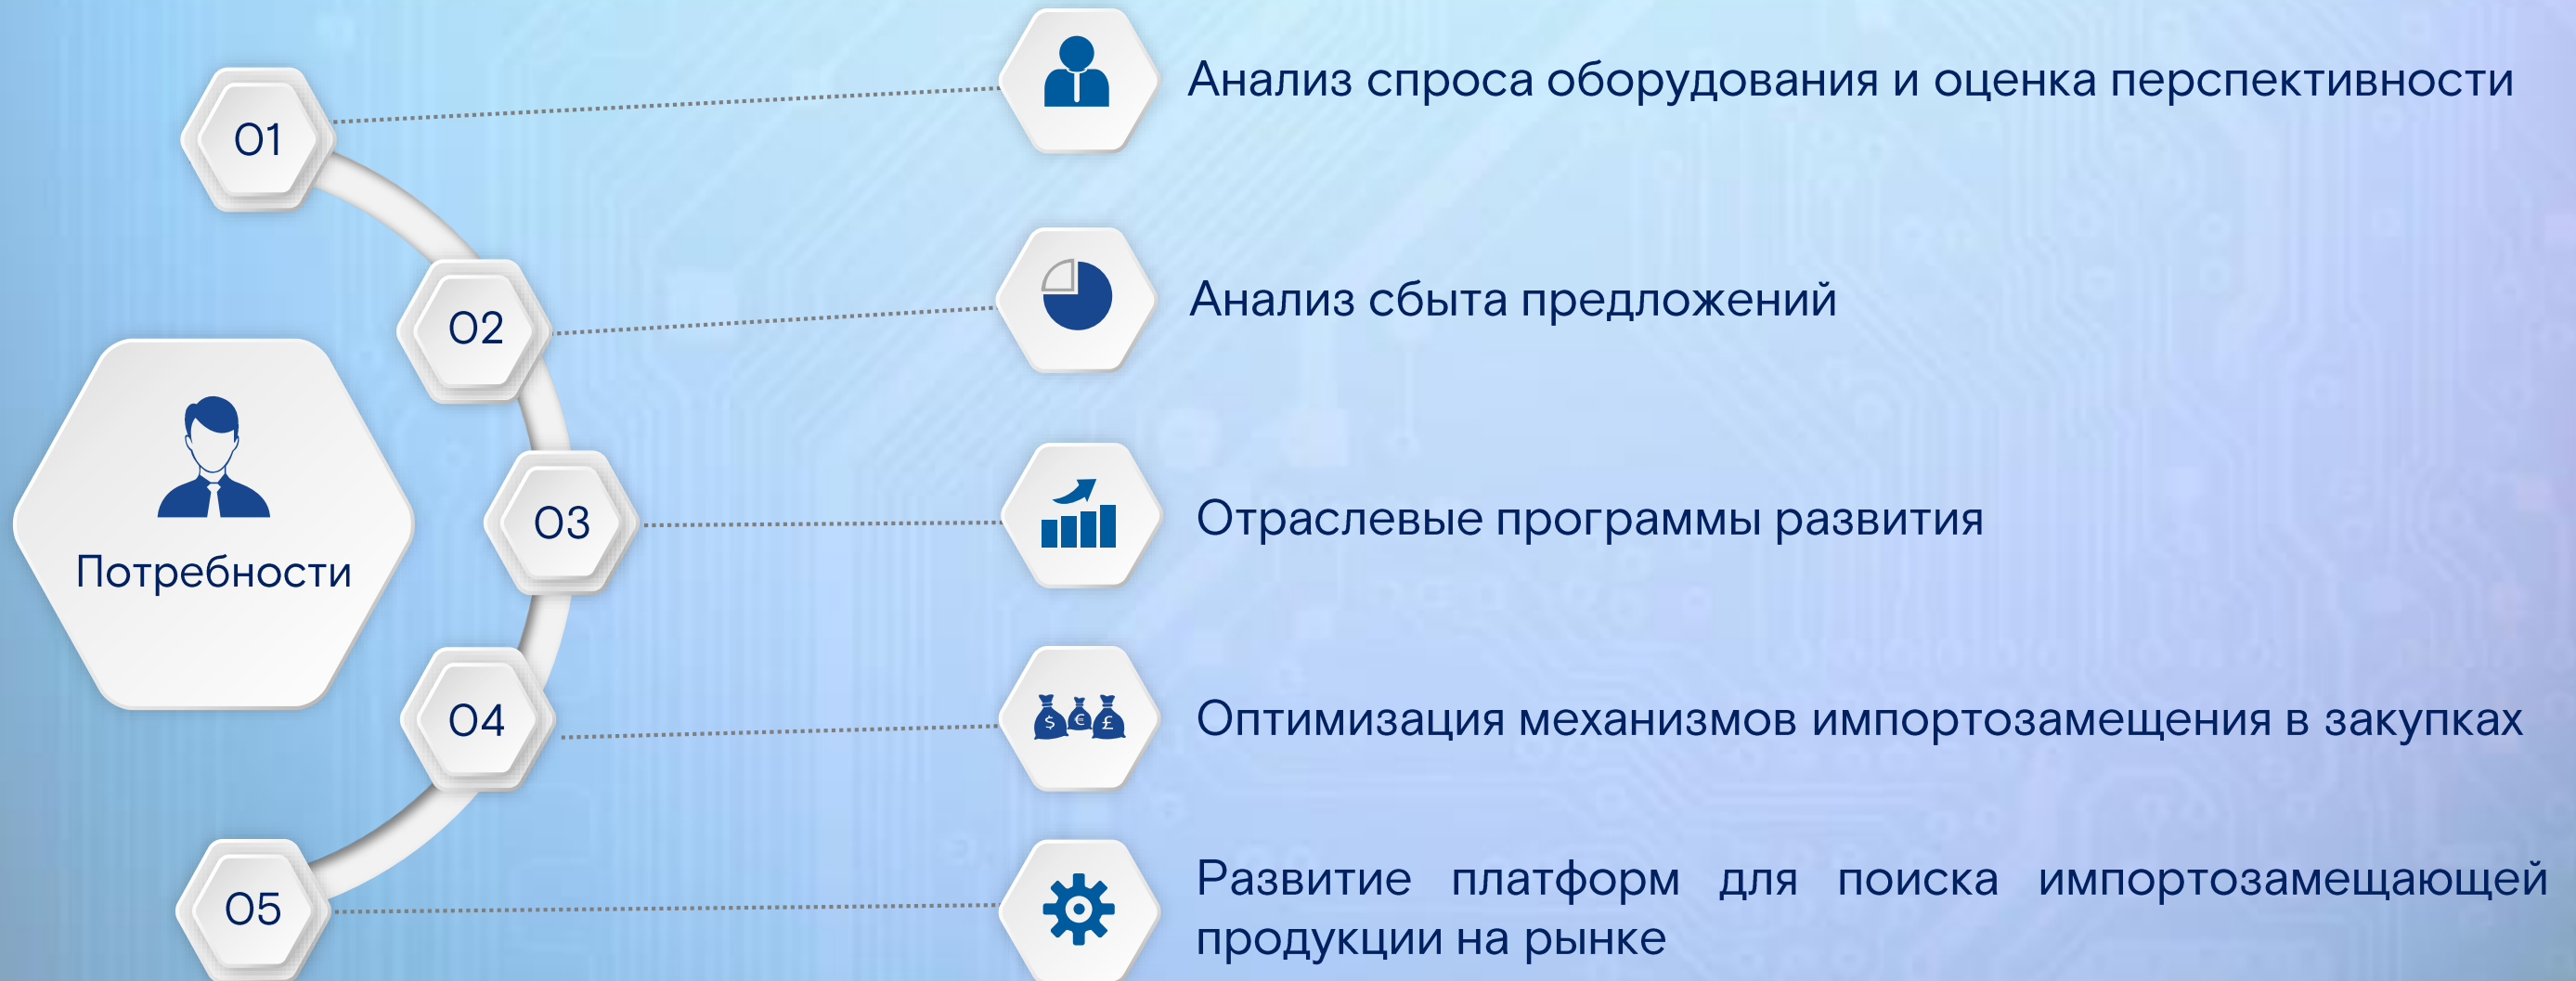 01
Анализ спроса оборудования и оценка перспективности
02
Анализ сбыта предложений
Потребности
03
Отраслевые программы развития
04
$ € £
Оптимизация механизмов импортозамещения в закупках
05
Развитие платформ для поиска импортозамещающей
продукции на рынке